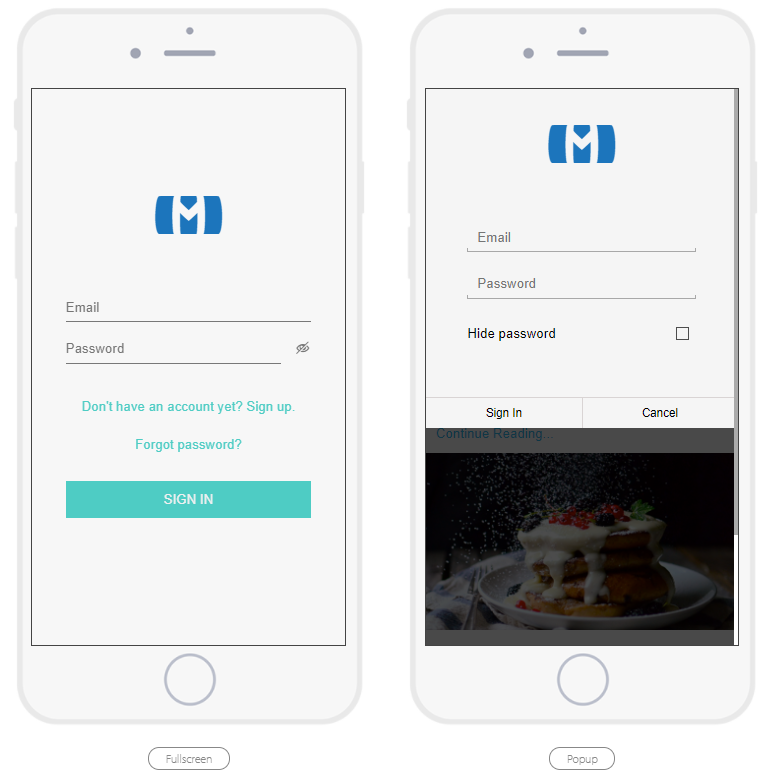 Email
Password
Don't have an account yet? Sign up.
Forgot password?
SIGN IN
Fullscreen
Email
Password
Hide password
Sign In
Cancel
Continue Reading...
Popup